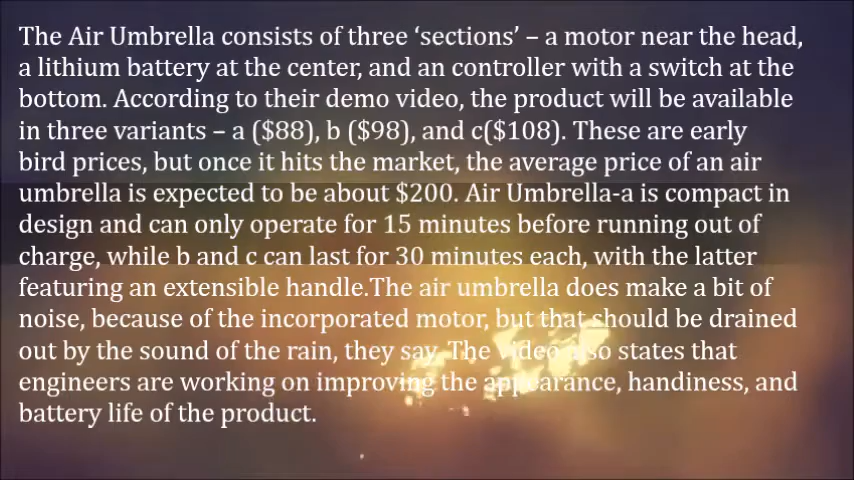 The Air Umbrella consists of three ‘sections’ – a motor near the head,
a lithium battery at the center, and an controller with a switch at the
bottom. According to their demo video, the product will be available
in three variants – a ($88), b ($98), and c($108). These are early
bird prices, but once it hits the market, the average price of an air
umbrella is expected to be about $200. Air Umbrella-a is compact in
design and can only operate for 15 minutes before running out of
charge, while b and c can last for 30 minutes each, with the latter
featuring an extensible handle.The air umbrella does make a bit of
noise, because of the incorporated motor, but that should be drained
out by the sound of the rain, they say. The video also states that
engineers are working on improving the appearance, handiness, and
battery life of the product.